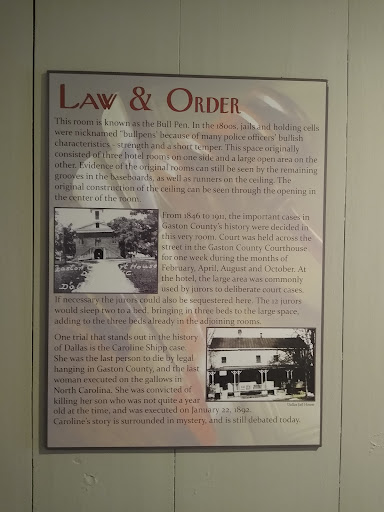 LAW & ORDER
This room is known as the Bull Pen. In the 1800s, jails and holding cells
were nicknamed "bullpens' because of many police officers' bullish
characteristics - strength and a short temper. This space originally
consisted of three hotel rooms on one side and a large open area on the
other. Evidence of the original rooms can still be seen by the remaining
grooves in the baseboards, as well as runners on the ceiling. The
original construction of the ceiling can be seen through the opening in
the center of the room.
From 1846 to 1911, the important cases in
Gaston County's history were decided in
this very room. Court was held across the
street in the Gaston County Courthouse
for one week during the months of
February, April, August and October. At
the hotel, the large area was commonly
used by jurors to deliberate court cases.
If necessary the jurors could also be sequestered here. The 12 jurors
would sleep two to a bed, bringing in three beds to the large space,
adding to the three beds already in the adjoining rooms.
One trial that stands out in the history
of Dallas is the Caroline Shipp case.
She was the last person to die by legal
hanging in Gaston County, and the last
woman executed on the gallows in
North Carolina. She was convicted of
killing her son who was not quite a year
old at the time, and was executed on January 22, 1892.
Caroline's story is surrounded in mystery, and is still debated today.